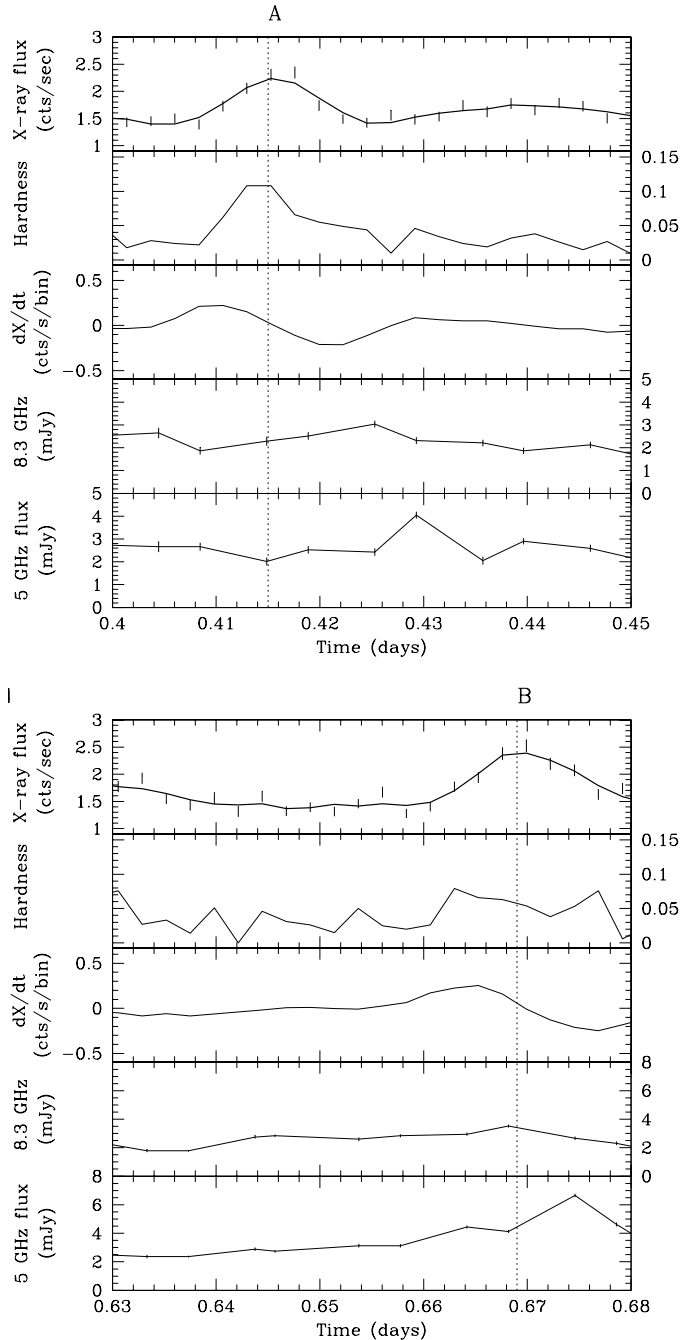 A
X-ray flux
(cts/sec)
3
2.5
2
1.5
1
Hardness
0.15
0.1
0.05
0
dX/dt
(cts/s/bin)
0.5
0
-0.5
8.3 GHz
(mJy)
5
4
3
2
1
0
5 GHz flux
(mJy)
5
4
3
2
1
0
0.4 0.41 0.42 0.43 0.44 0.45
Time (days)
B
X-ray flux
(cts/sec)
3
2.5
2
1.5
1
Hardness
0.15
0.1
0.05
0
dX/dt
(cts/s/bin)
0.5
0
-0.5
8.3 GHz
(mJy)
8
6
4
2
0
5 GHz flux
(mJy)
8
6
4
2
0
0.63 0.64 0.65 0.66 0.67 0.68
Time (days)